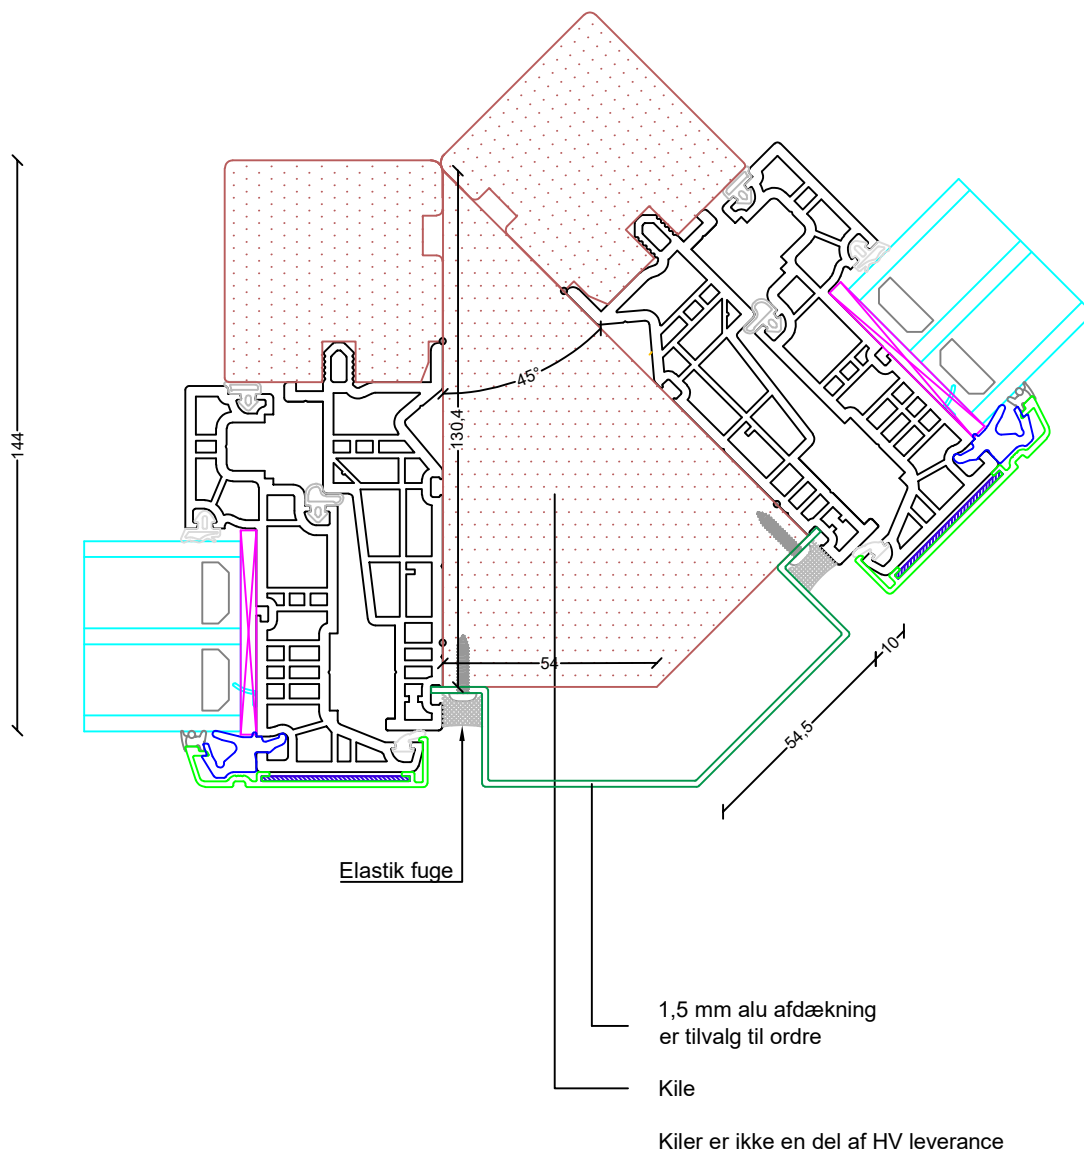 144
45°
130,4
54
10
54,5
Elastik fuge
1,5 mm alu afdækning
er tilvalg til ordre
Kile
Kiler er ikke en del af HV leverance